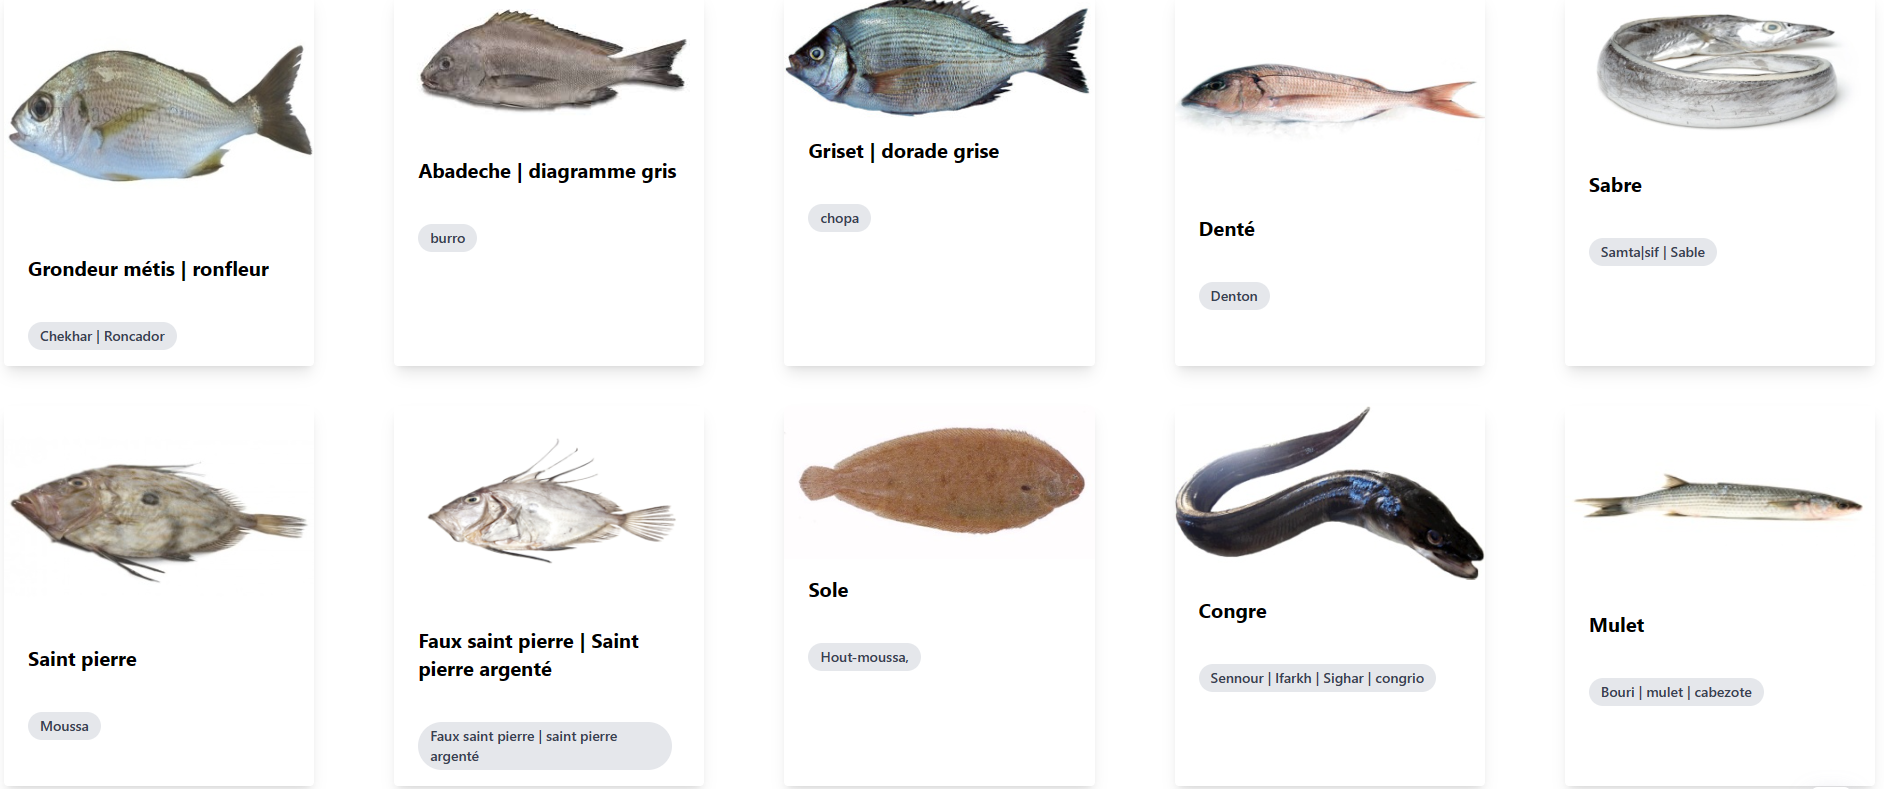 Grondeur métis | ronfleur
Chekhar | Roncador
Abadeche | diagramme gris
burro
Griset | dorade grise
chopa
Denté
Denton
Sabre
Samta|sif | Sable
Saint pierre
Moussa
Faux saint pierre | Saint
pierre argenté
Faux saint pierre | saint pierre
argenté
Sole
Hout-moussa,
Congre
Sennour | Ifarkh | Sighar | congrio
Mulet
Bouri | mulet | cabezote